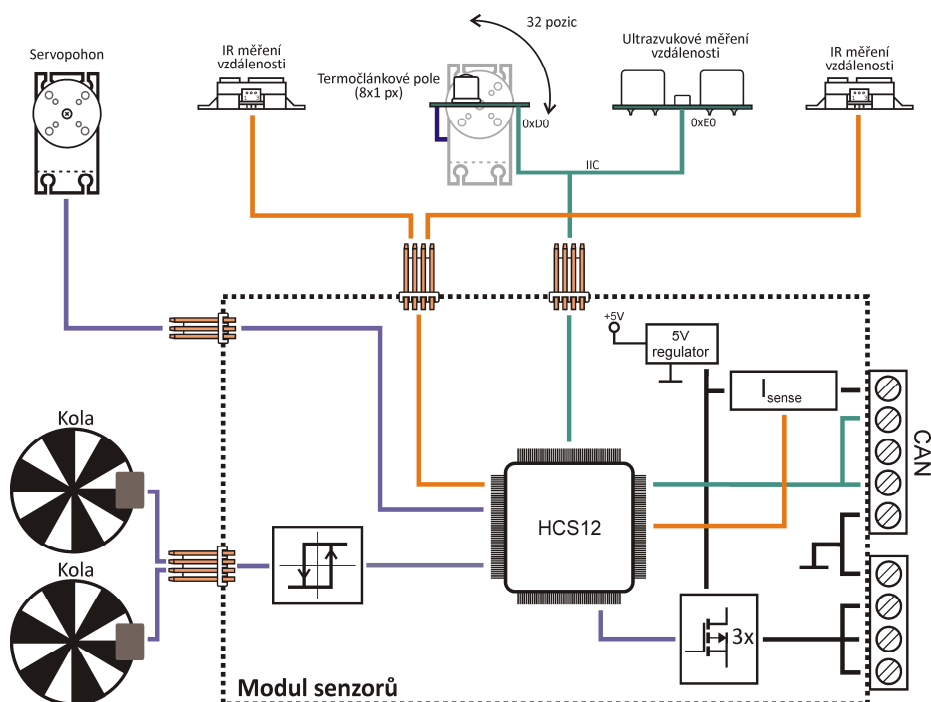 32 pozic
Servopohon
IR měření
vzdálenosti
Termočlánkové pole
(8x1 px)
Ultrazvukové měření
vzdálenosti
IR měření
vzdálenosti
0xD0
0xE0
IIC
+5V
5V
regulator
Isense
CAN
Kola
HCS12
Kola
3x
Modul senzorů